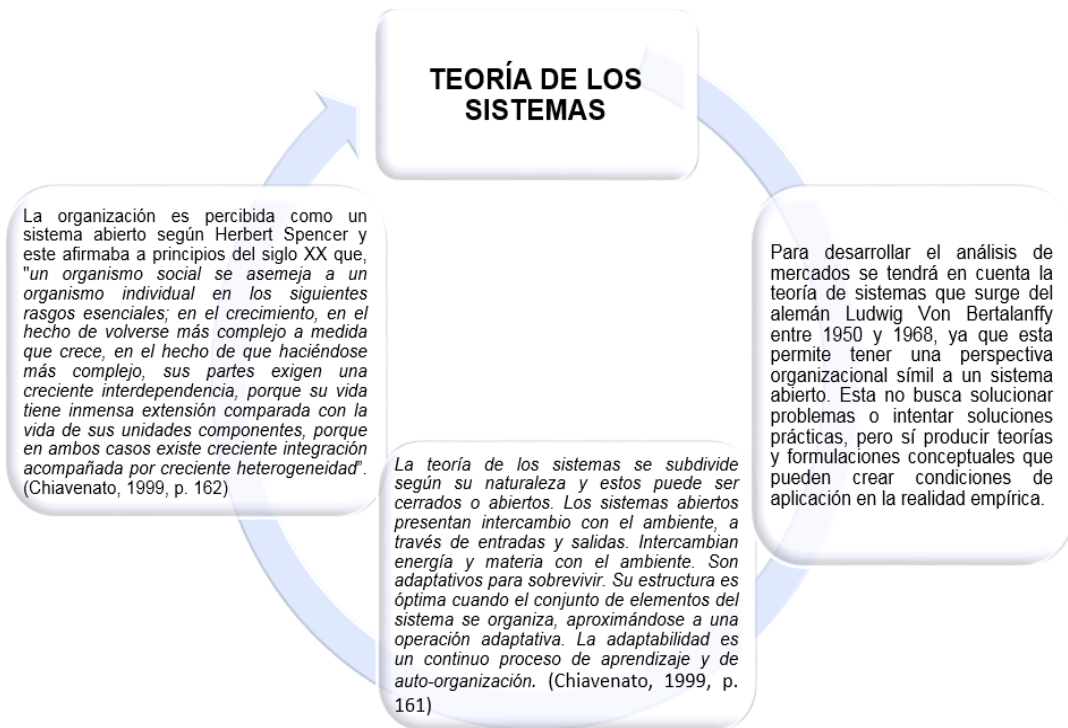 TEORÍA DE LOS
SISTEMAS
Para desarrollar el análisis de
mercados se tendrá en cuenta la
teoría de sistemas que surge del
alemán Ludwig Von Bertalanffy
entre 1950 y 1968, ya que esta
permite tener una perspectiva
organizacional símil a un sistema
abierto. Esta no busca solucionar
problemas o intentar soluciones
prácticas, pero sí producir teorías
y formulaciones conceptuales que
pueden crear condiciones de
aplicación en la realidad empírica.
La teoría de los sistemas se subdivide
según su naturaleza y estos puede ser
cerrados o abiertos. Los sistemas abiertos
presentan intercambio con el ambiente, a
través de entradas y salidas. Intercambian
energía y materia con el ambiente. Son
adaptativos para sobrevivir. Su estructura es
óptima cuando el conjunto de elementos del
sistema se organiza, aproximándose a una
operación adaptativa. La adaptabilidad es
un continuo proceso de aprendizaje y de
auto-organización. (Chiavenato, 1999, p.
161)
La organización es percibida como un
sistema abierto según Herbert Spencer y
este afirmaba a principios del siglo XX que,
"un organismo social se asemeja a un
organismo individual en los siguientes
rasgos esenciales; en el crecimiento, en el
hecho de volverse más complejo a medida
que crece, en el hecho de que haciéndose
más complejo, sus partes exigen una
creciente interdependencia, porque su vida
tiene inmensa extensión comparada con la
vida de sus unidades componentes, porque
en ambos casos existe creciente integración
acompañada por creciente heterogeneidad".
(Chiavenato, 1999, p. 162)